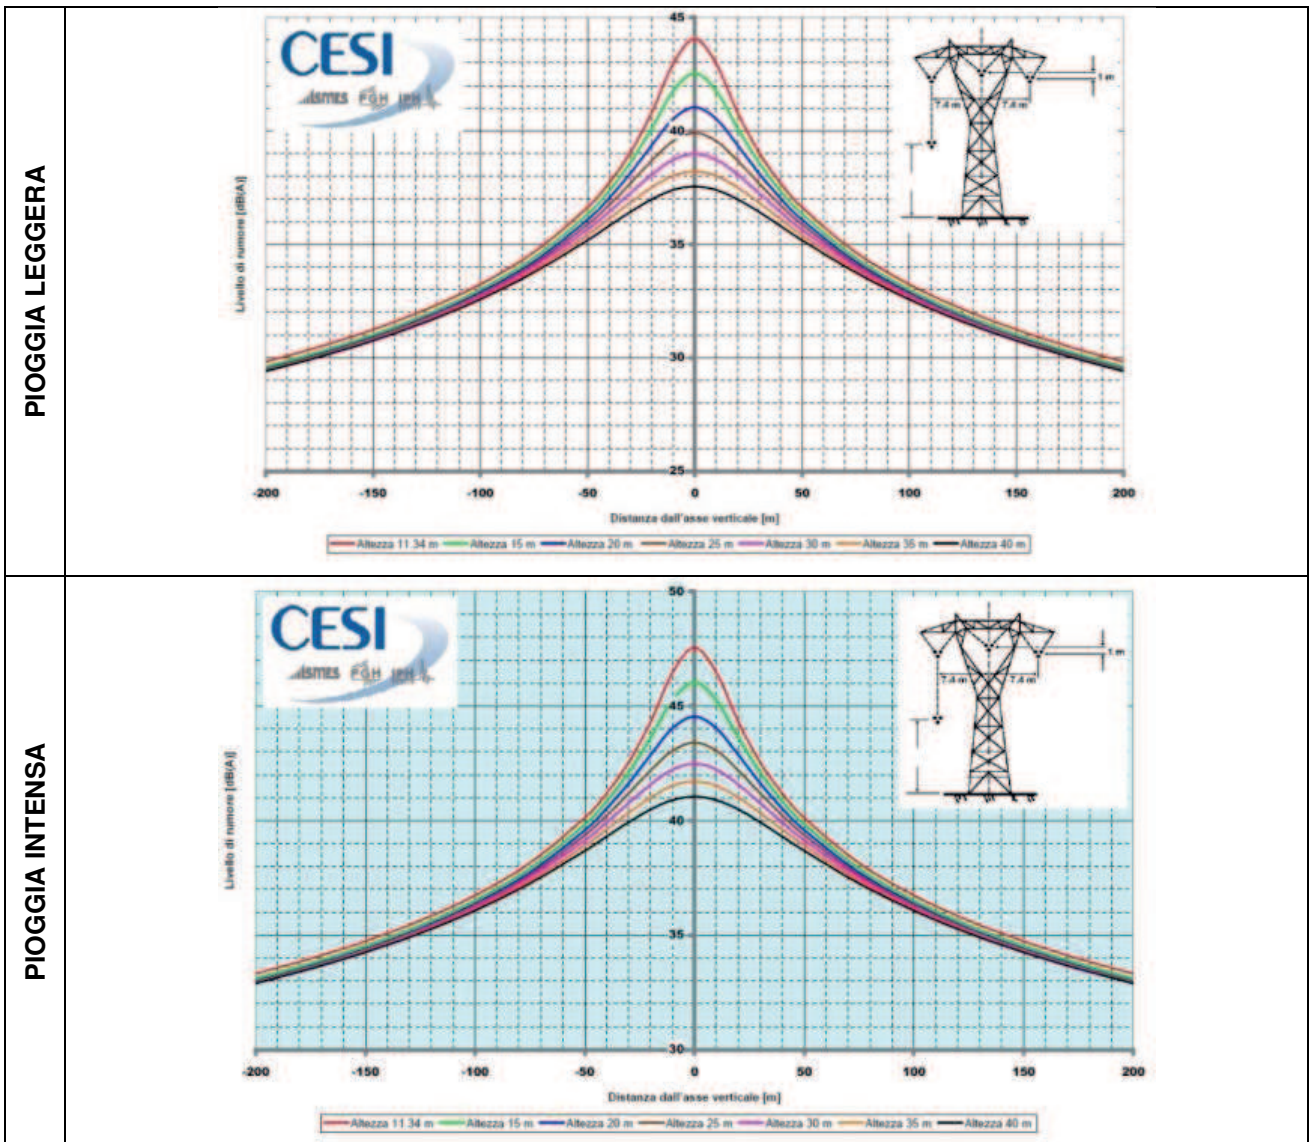 PIOGGIA LEGGERA
CESI
ISMES FGH IPH
Livello di rumore [dB(A)]
45
40
35
30
25
-200 -150 -100 -50 0 50 100 150 200
Distanza dall'asse verticale [m]
7.4 m 7.4 m
1 m
Altezza 11.34 m Altezza 15 m Altezza 20 m Altezza 25 m Altezza 30 m Altezza 35 m Altezza 40 m
PIOGGIA INTENSA
CESI
ISMES FGH IPH
Livello di rumore [dB(A)]
50
45
40
35
30
-200 -150 -100 -50 0 50 100 150 200
Distanza dall'asse verticale [m]
7.4 m 7.4 m
1 m
Altezza 11.34 m Altezza 15 m Altezza 20 m Altezza 25 m Altezza 30 m Altezza 35 m Altezza 40 m